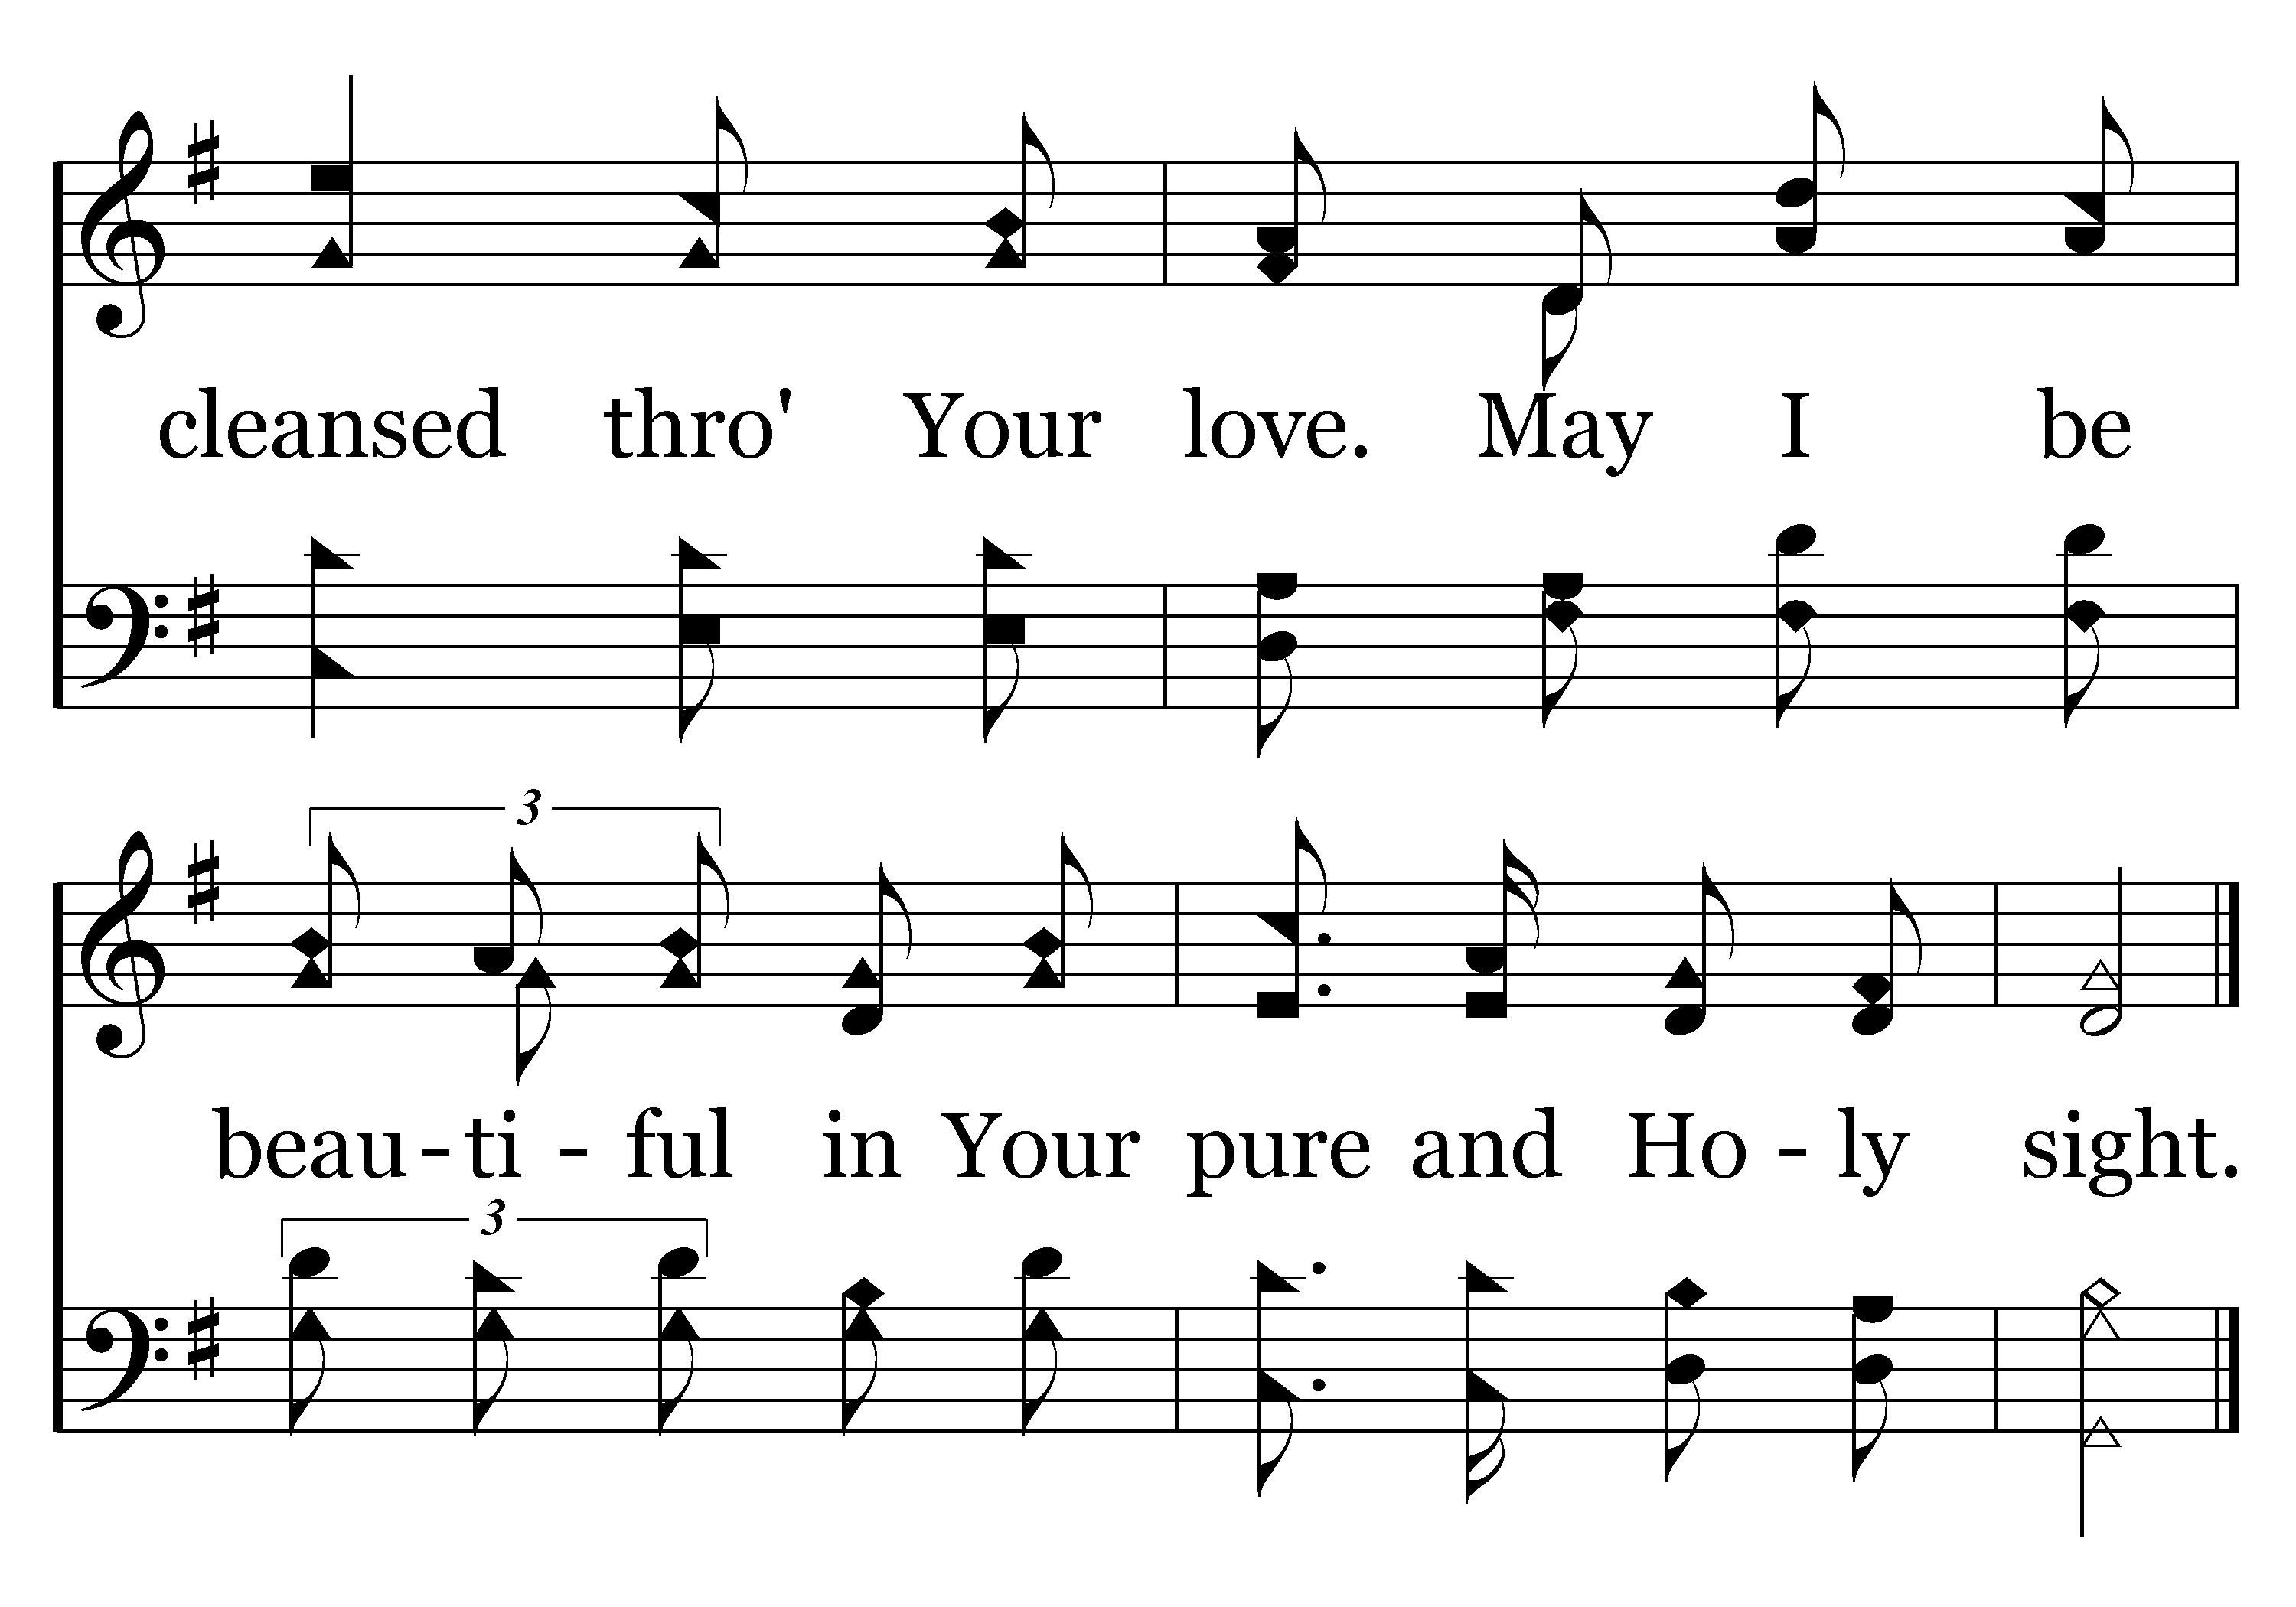 cleansed thro' Your love. May I be
3
beau - ti - ful in Your pure and Ho - ly sight.
3